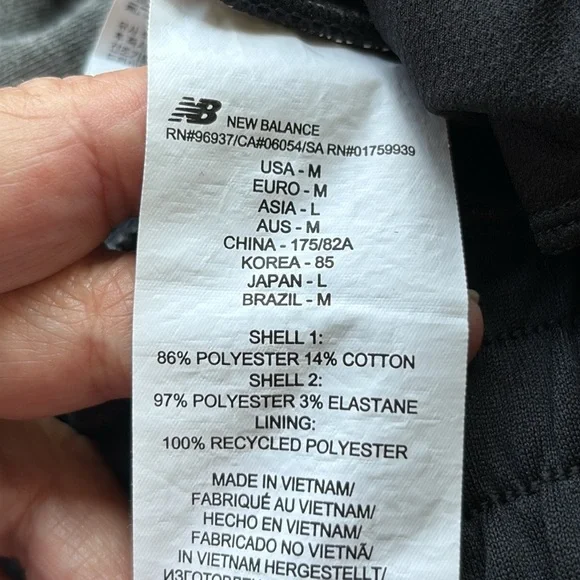 NB NEW BALANCE
RN#96937/CA#06054/SA RN#01759939
USA - M
EURO - M
ASIA - L
AUS - M
CHINA - 175/82A
KOREA - 85
JAPAN - L
BRAZIL - M
SHELL 1:
86% POLYESTER 14% COTTON
SHELL 2:
97% POLYESTER 3% ELASTANE
LINING:
100% RECYCLED POLYESTER
MADE IN VIETNAM/
FABRIQUÉ AU VIETNAM/
HECHO EN VIETNAM/
FABRICADO NO VIETNÃ/
IN VIETNAM HERGESTELLT/